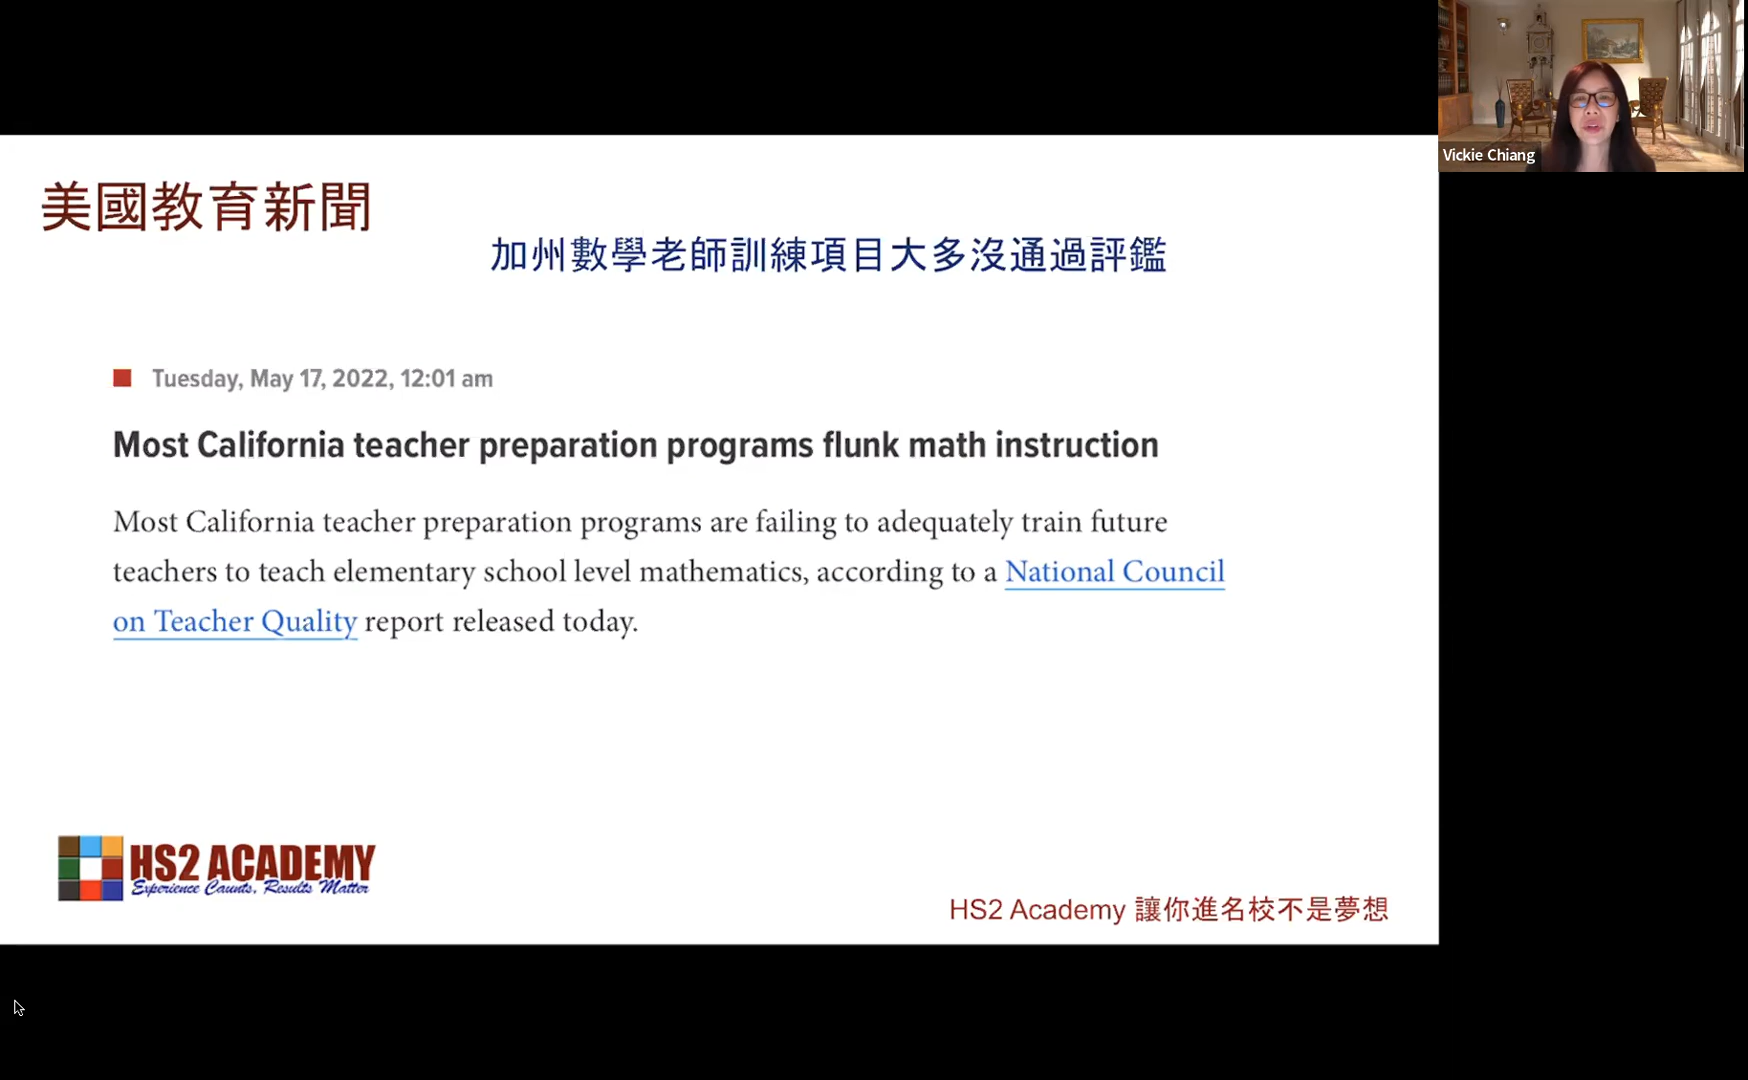 美國教育新聞
加州數學老師訓練項目大多沒通過評鑑
Tuesday, May 17, 2022, 12:01 am
Most California teacher preparation programs flunk math instruction
Most California teacher preparation programs are failing to adequately train future
teachers to teach elementary school level mathematics, according to a National Council
on Teacher Quality report released today.
HS2 ACADEMY
Experience Counts, Results Matter
HS2 Academy 讓你進名校不是夢想
Vickie Chiang